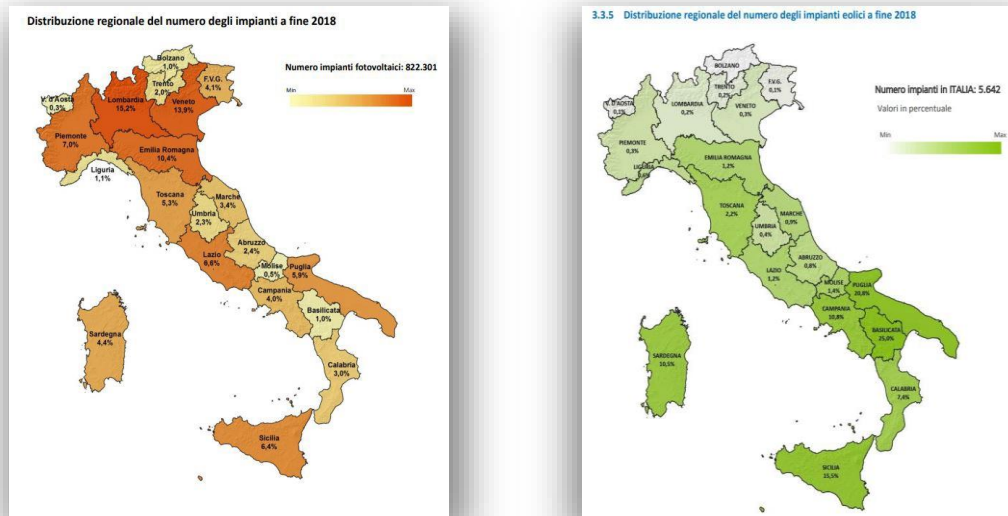 Distribuzione regionale del numero degli impianti a fine 2018
Numero impianti fotovoltaici: 822.301
Min
Max
Bolzano
1,0%
Trento
2,0%
F.V.G.
4,1%
V. d'Aosta
0,3%
Lombardia
15,2%
Veneto
13,9%
Piemonte
7,0%
Emilia Romagna
10,4%
Liguria
1,1%
Toscana
5,3%
Marche
3,4%
Umbria
2,3%
Abruzzo
2,4%
Lazio
6,6%
Molise
0,5%
Puglia
5,9%
Campania
4,0%
Basilicata
1,0%
Sardegna
4,4%
Calabria
3,0%
Sicilia
6,4%
3.3.5 Distribuzione regionale del numero degli impianti eolici a fine 2018
Numero impianti in ITALIA: 5.642
Valori in percentuale
Min
Max
BOLZANO
TRENTO
0,2%
F.V.G.
0,1%
V. D'AOSTA
0,1%
LOMBARDIA
0,2%
VENETO
0,3%
PIEMONTE
0,3%
EMILIA ROMAGNA
1,2%
LIGURIA
TOSCANA
2,2%
MARCHE
0,9%
UMBRIA
0,4%
ABRUZZO
0,8%
LAZIO
1,2%
MOLISE
1,4%
PUGLIA
20,8%
CAMPANIA
10,8%
BASILICATA
25,0%
SARDEGNA
10,5%
CALABRIA
7,4%
SICILIA
15,5%